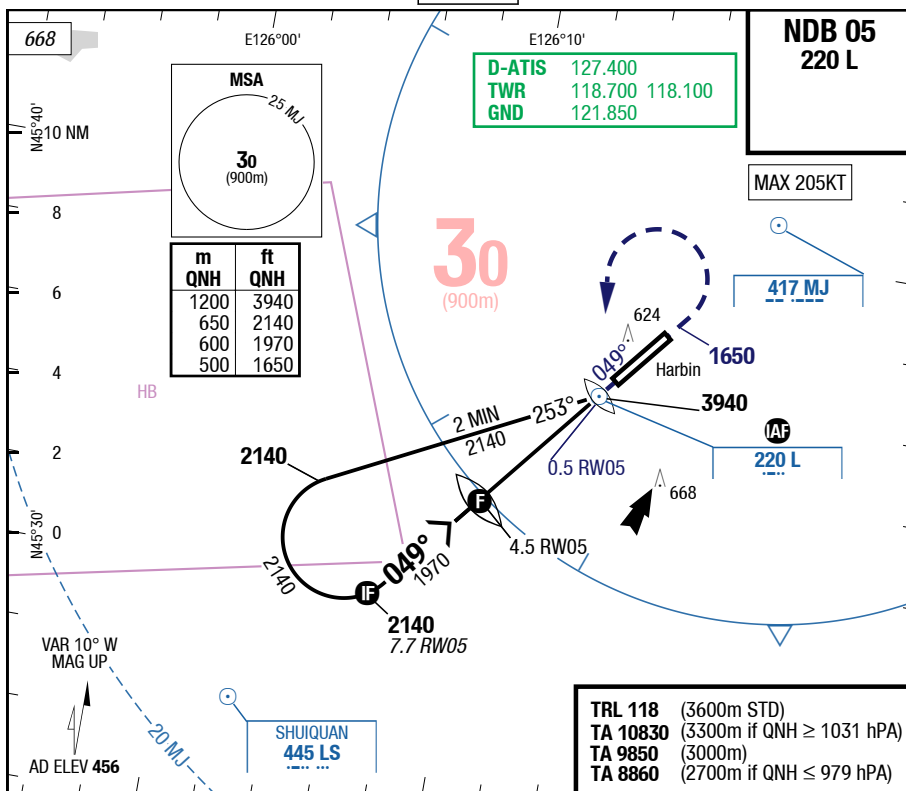 668
E126°00'
E126°10'
NDB 05
220 L
D-ATIS 127.400
TWR 118.700 118.100
GND 121.850
MSA
25 MJ
30
(900m)
N45°40'
10 NM
8
6
4
2
0
N45°30'
MAX 205KT
417 MJ
30
(900m)
m ft
QNH QNH
1200 3940
650 2140
600 1970
500 1650
HB
624
1650
049°
Harbin
3940
2 MIN
253°
2140
IAF
220 L
0.5 RW05
2140
668
F
4.5 RW05
049°
1970
2140
IF
2140
7.7 RW05
VAR 10° W
MAG UP
AD ELEV 456
20 MJ
SHUIQUAN
445 LS
TRL 118 (3600m STD)
TA 10830 (3300m if QNH ≥ 1031 hPA)
TA 9850 (3000m)
TA 8860 (2700m if QNH ≤ 979 hPA)